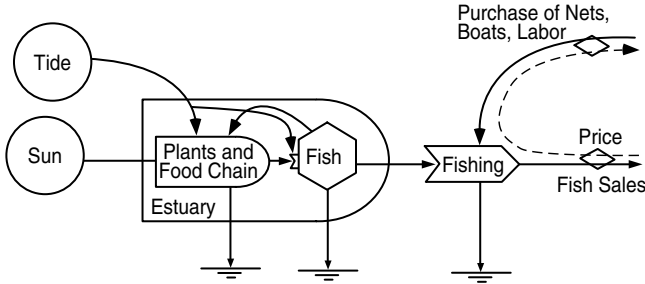 Purchase of Nets,
Boats, Labor
Tide
Sun
Plants and
Food Chain
Fish
Estuary
Fishing
Price
Fish Sales